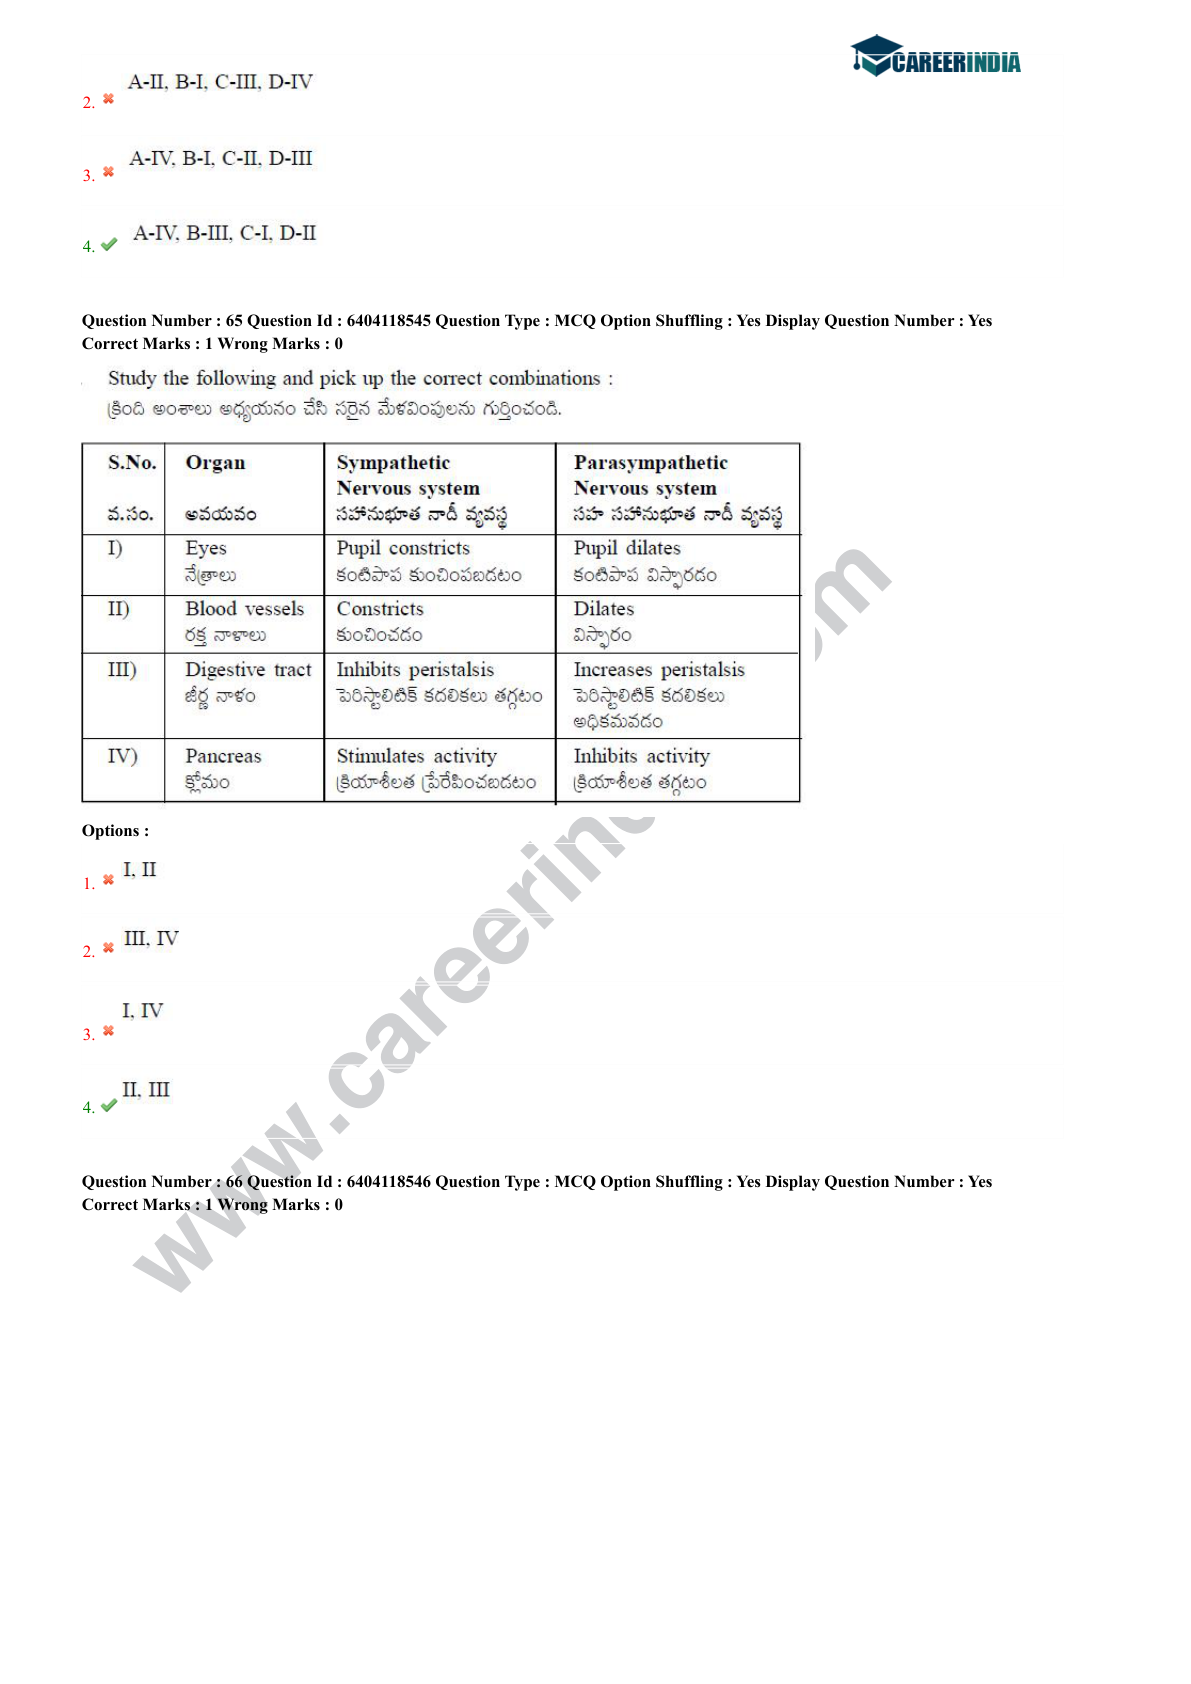 CAREERINDIA
A-II, B-I, C-III, D-IV
2.
A-IV, B-I, C-II, D-III
3.
A-IV, B-III, C-I, D-II
4.
Question Number : 65 Question Id : 6404118545 Question Type : MCQ Option Shuffling : Yes Display Question Number : Yes
Correct Marks : 1 Wrong Marks : 0
Study the following and pick up the correct combinations :
క్రింది అంశాలు అధ్యయనం చేసి సరైన మేళవింపులను గుర్తించండి.
S.No. Organ Sympathetic Parasympathetic
Nervous system Nervous system
వ.సం. అవయవం సహానుభూత నాడీ వ్యవస్థ సహ సహానుభూత నాడీ వ్యవస్థ
I) Eyes Pupil constricts Pupil dilates
నేత్రాలు కంటిపాప కుంచింపబడటం కంటిపాప విస్ఫారడం
II) Blood vessels Constricts Dilates
రక్త నాళాలు కుంచించడం విస్ఫారం
III) Digestive tract Inhibits peristalsis Increases peristalsis
జీర్ణ నాళం పెరిస్టాలిటిక్ కదలికలు తగ్గటం పెరిస్టాలిటిక్ కదలికలు
అధికమవడం
IV) Pancreas Stimulates activity Inhibits activity
క్లోమం క్రియాశీలత ప్రేరేపించబడటం క్రియాశీలత తగ్గటం
Options :
I, II
1.
III, IV
2.
I, IV
3.
II, III
4.
Question Number : 66 Question Id : 6404118546 Question Type : MCQ Option Shuffling : Yes Display Question Number : Yes
Correct Marks : 1 Wrong Marks : 0